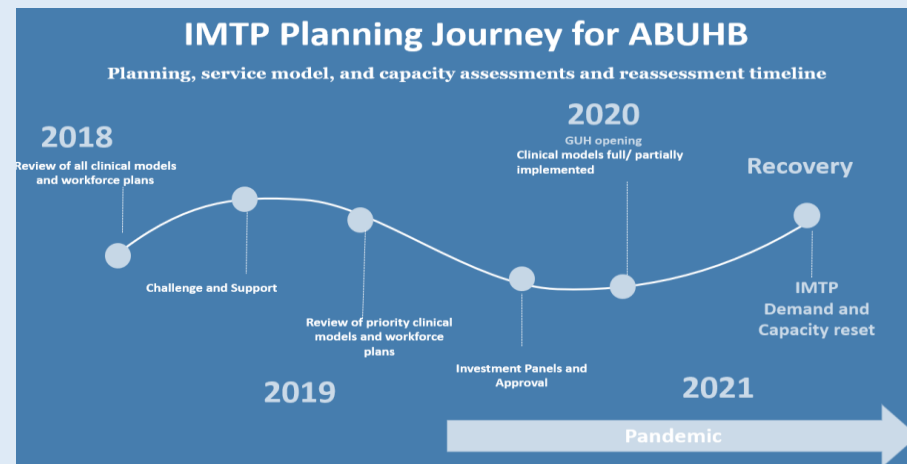 IMTP Planning Journey for ABUHB
Planning, service model, and capacity assessments and reassessment timeline
2018
Review of all clinical models
and workforce plans
Challenge and Support
Review of priority clinical
models and workforce
plans
2019
Investment Panels and
Approval
2020
GUH opening
Clinical models full/ partially
implemented
2021
Recovery
IMTP
Demand and
Capacity reset
Pandemic